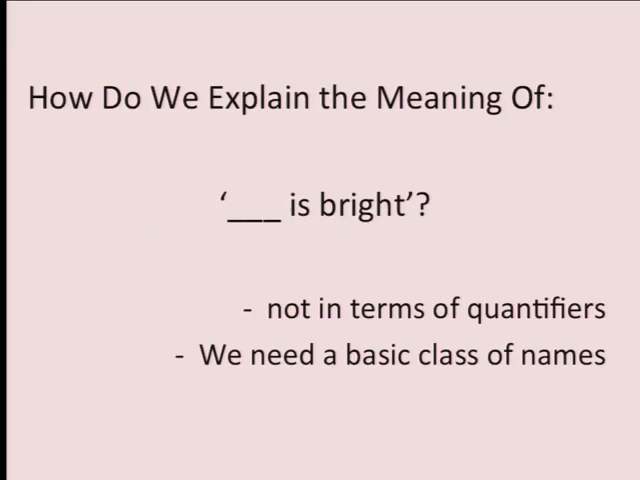 How Do We Explain the Meaning Of:
‘___ is bright’?
- not in terms of quantifiers
- We need a basic class of names